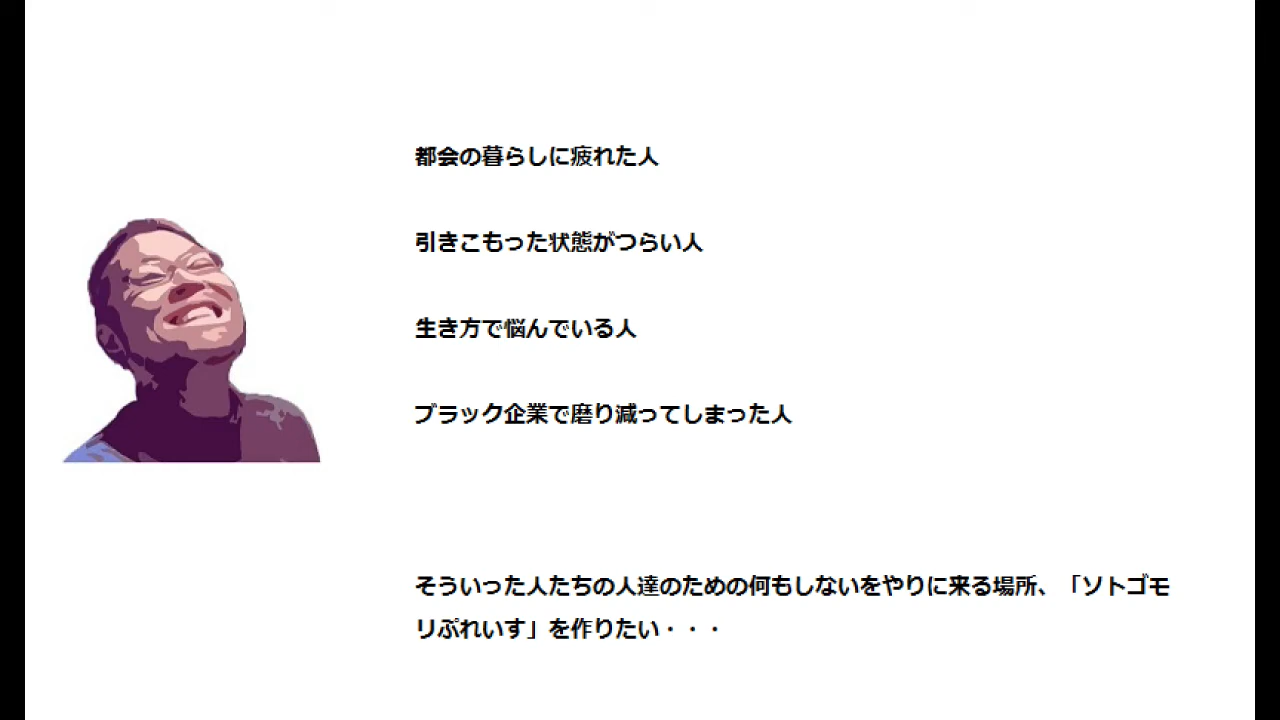 都会の暮らしに疲れた人
引きこもった状態がつらい人
生き方で悩んでいる人
ブラック企業で磨り減ってしまった人
そういった人たちの人達のための何もしないをやりに来る場所、「ソトゴモ
リぷれいす」を作りたい・・・